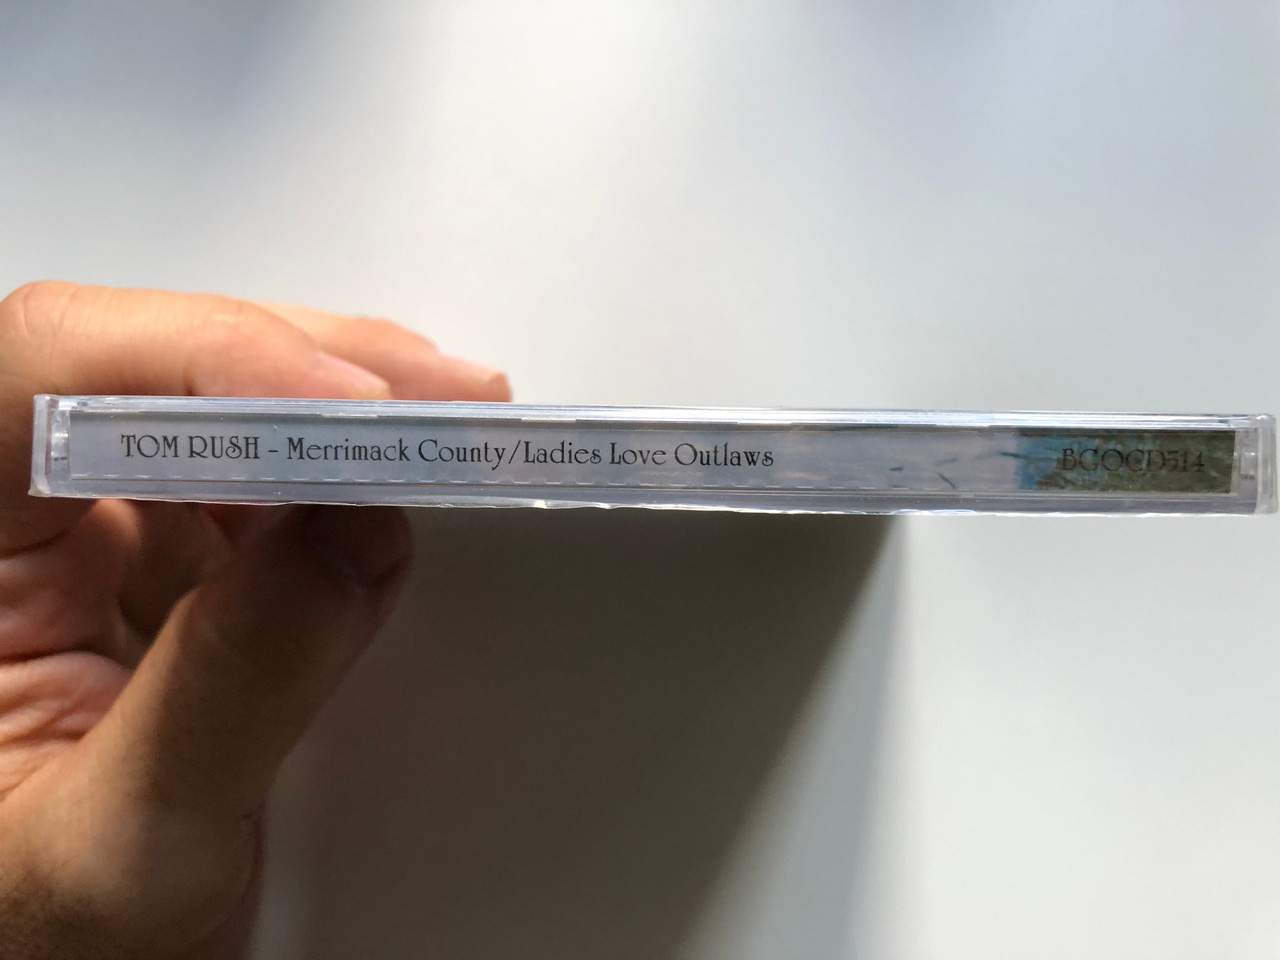 TOM RUSH - Merrimack County/Ladies Love Outlaws BGOCD514